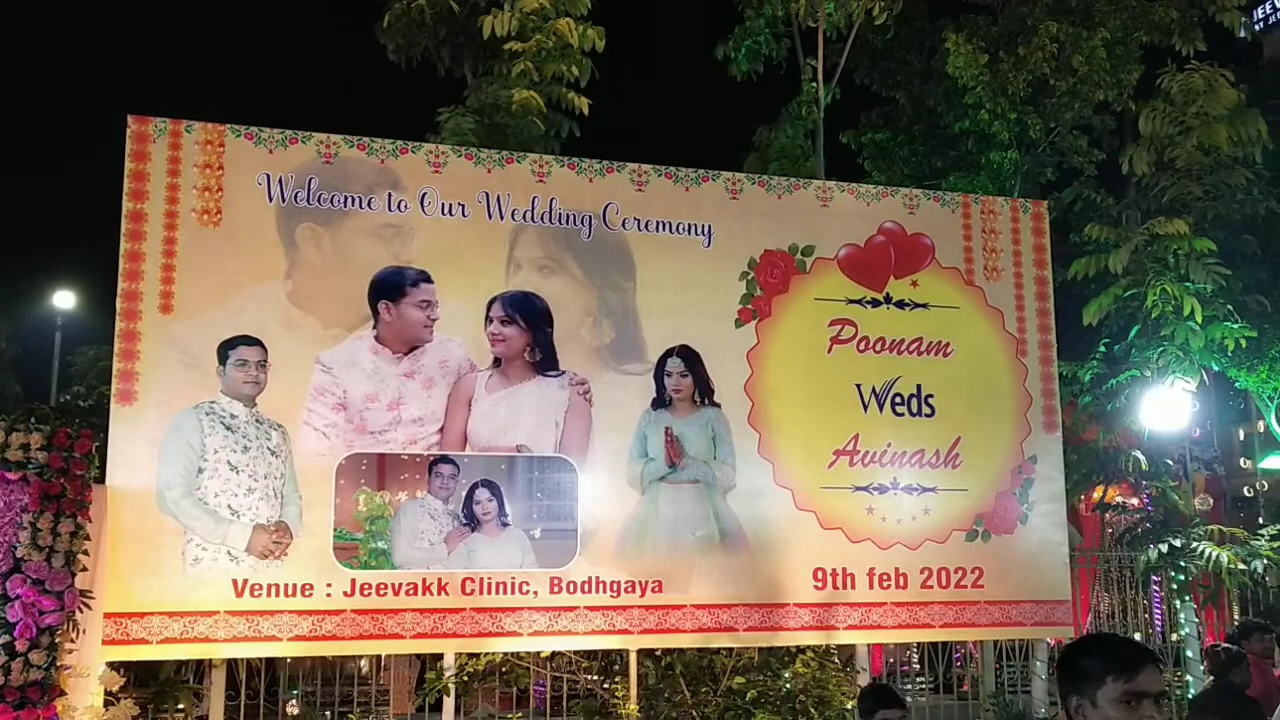 Welcome to Our Wedding Ceremony
Poonam
Weds
Avinash
Venue : Jeevakk Clinic, Bodhgaya
9th feb 2022